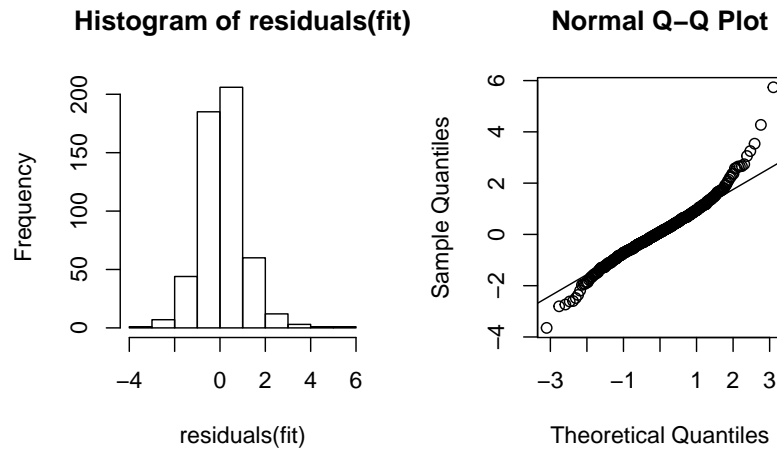 Histogram of residuals(fit)
Frequency
0 50 100 150 200
−4 0 2 4 6
residuals(fit)
Normal Q−Q Plot
Sample Quantiles
−4 −2 0 2 4 6
−3 −1 1 2 3
Theoretical Quantiles